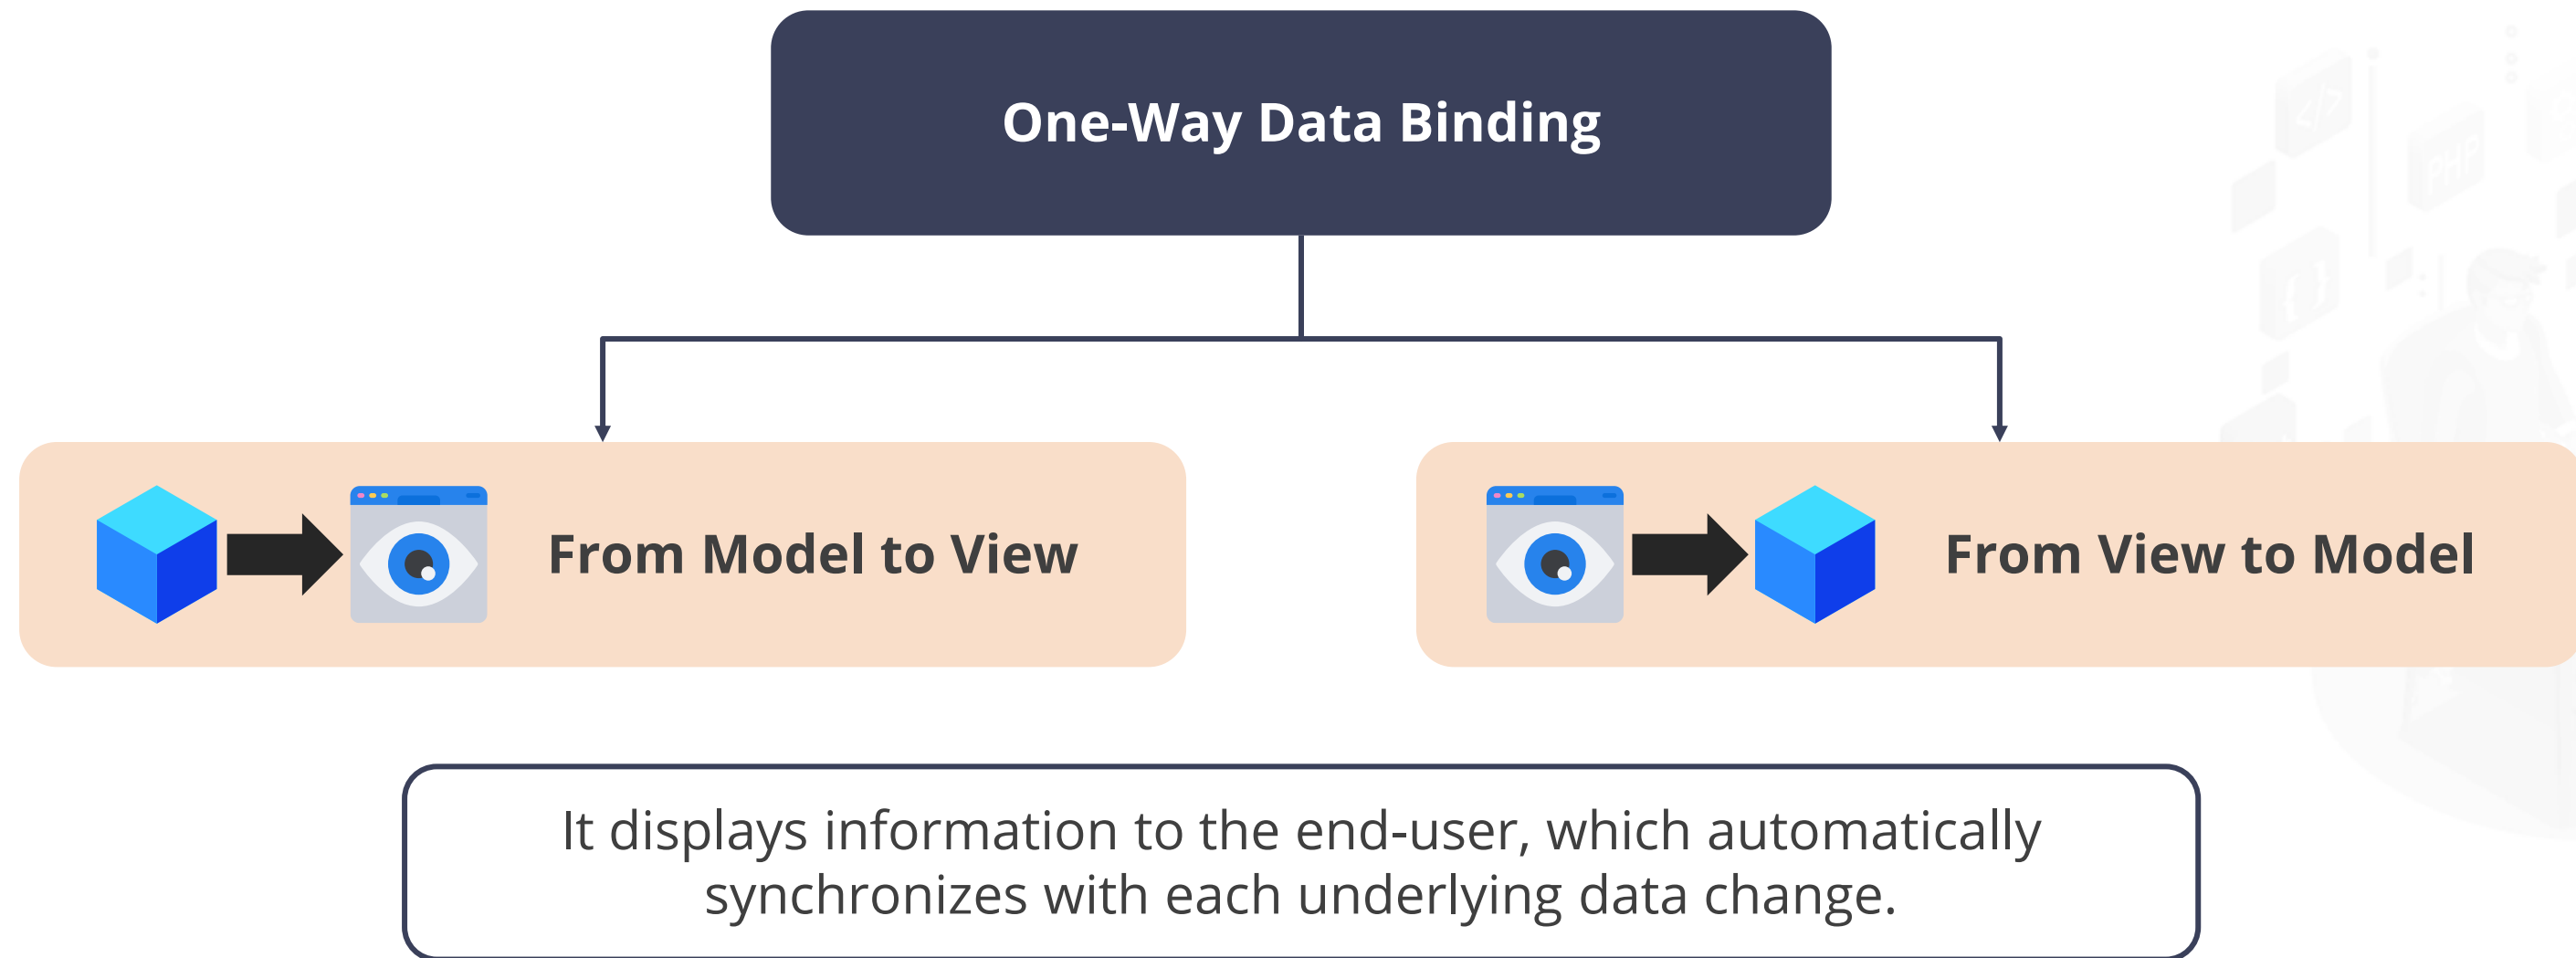 One-Way Data Binding
From Model to View
From View to Model
It displays information to the end-user, which automatically
synchronizes with each underlying data change.